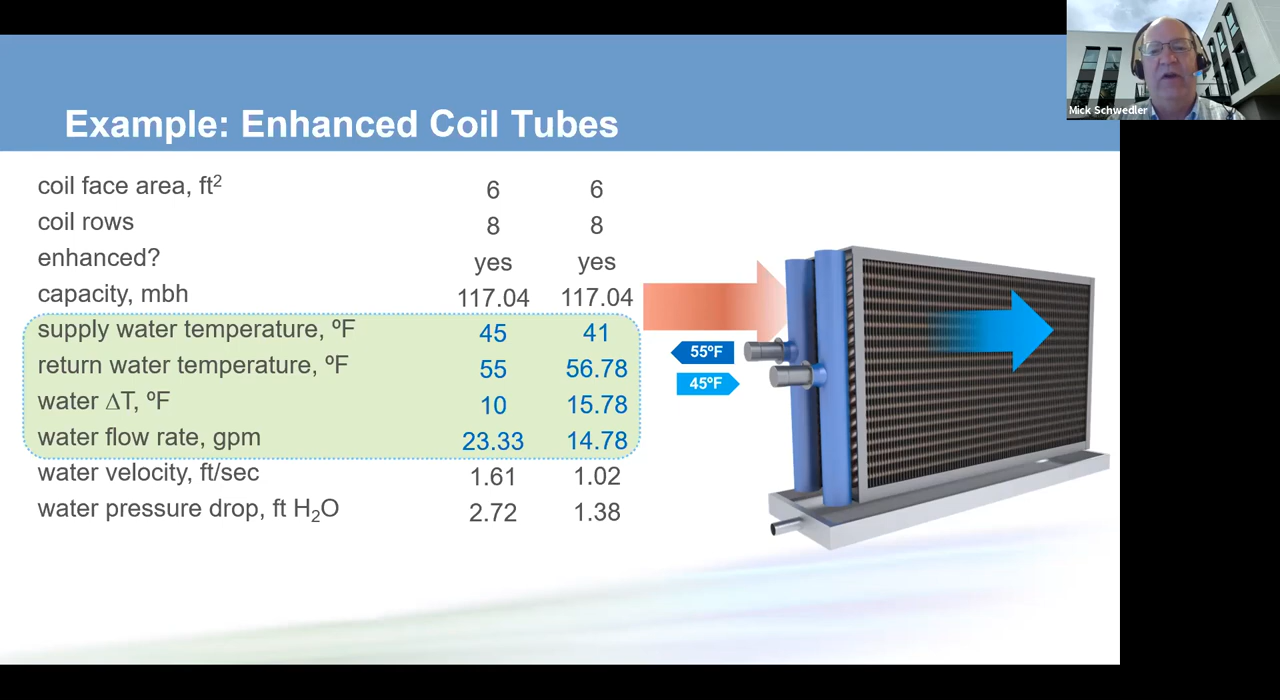 Mick Schwedler
Example: Enhanced Coil Tubes
coil face area, ft² 6 6
coil rows 8 8
enhanced? yes yes
capacity, mbh 117.04 117.04
supply water temperature, ºF 45 41
return water temperature, ºF 55 56.78
water ΔT, ºF 10 15.78
water flow rate, gpm 23.33 14.78
water velocity, ft/sec 1.61 1.02
water pressure drop, ft H₂O 2.72 1.38
55ºF
45ºF